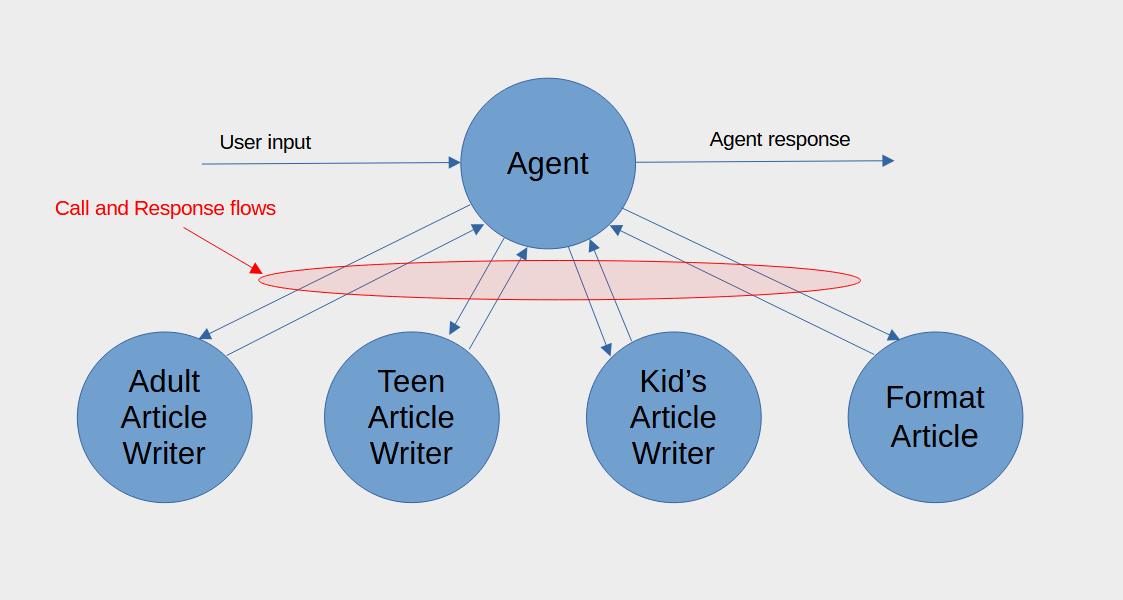 User input
Agent response
Agent
Call and Response flows
Adult
Article
Writer
Teen
Article
Writer
Kid’s
Article
Writer
Format
Article